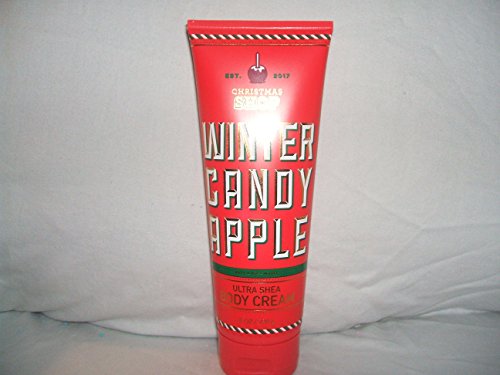 EST. 2017
CHRISTMAS
SHOP
WINTER
CANDY
APPLE
ULTRA SHEA
BODY CREAM